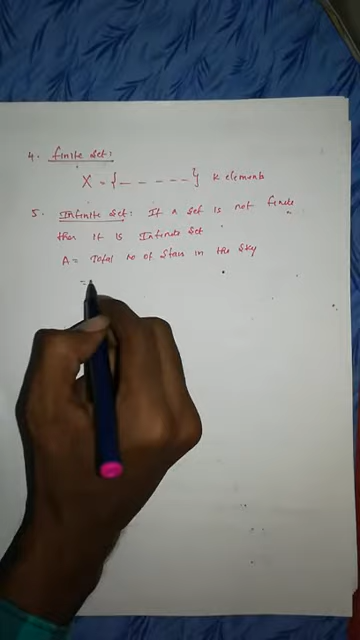 4. Finite Set:
X = {_ _ _ _ _ _} K elements
5. Infinite Set: If a Set is not finite
then it is Infinite Set
A = Total no of Stars in the Sky
=